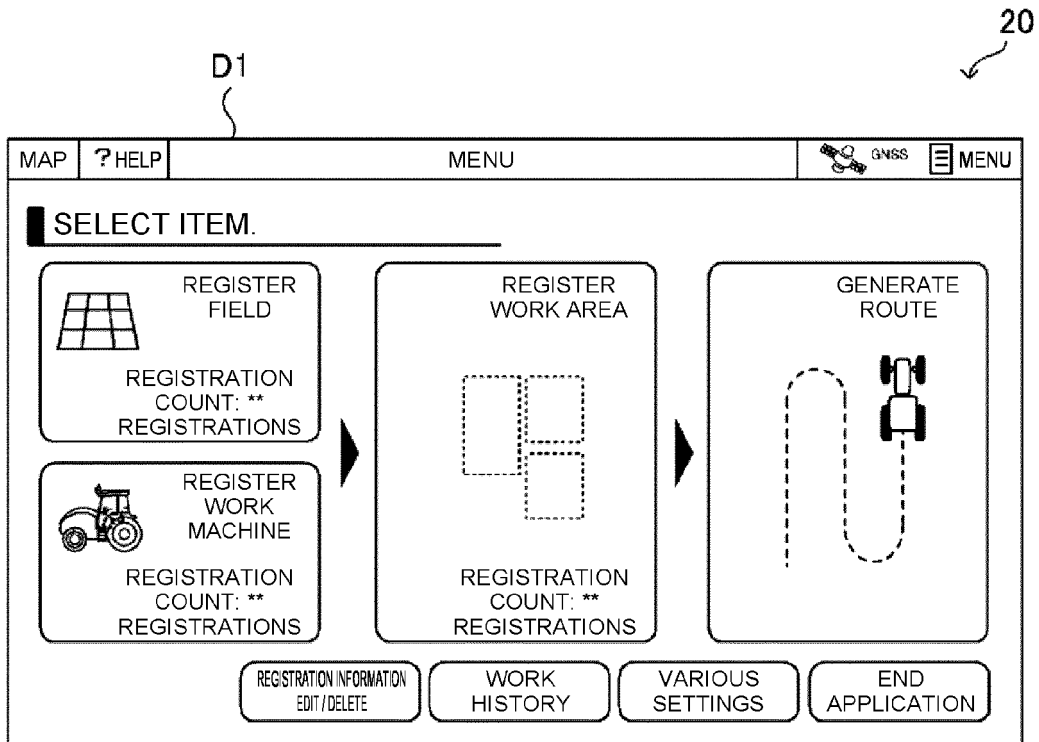 20
D1
MAP
? HELP
MENU
GNSS
MENU
SELECT ITEM.
REGISTER
FIELD
REGISTRATION
COUNT: **
REGISTRATIONS
REGISTER
WORK
MACHINE
REGISTRATION
COUNT: **
REGISTRATIONS
REGISTER
WORK AREA
REGISTRATION
COUNT: **
REGISTRATIONS
GENERATE
ROUTE
REGISTRATION INFORMATION
EDIT / DELETE
WORK
HISTORY
VARIOUS
SETTINGS
END
APPLICATION